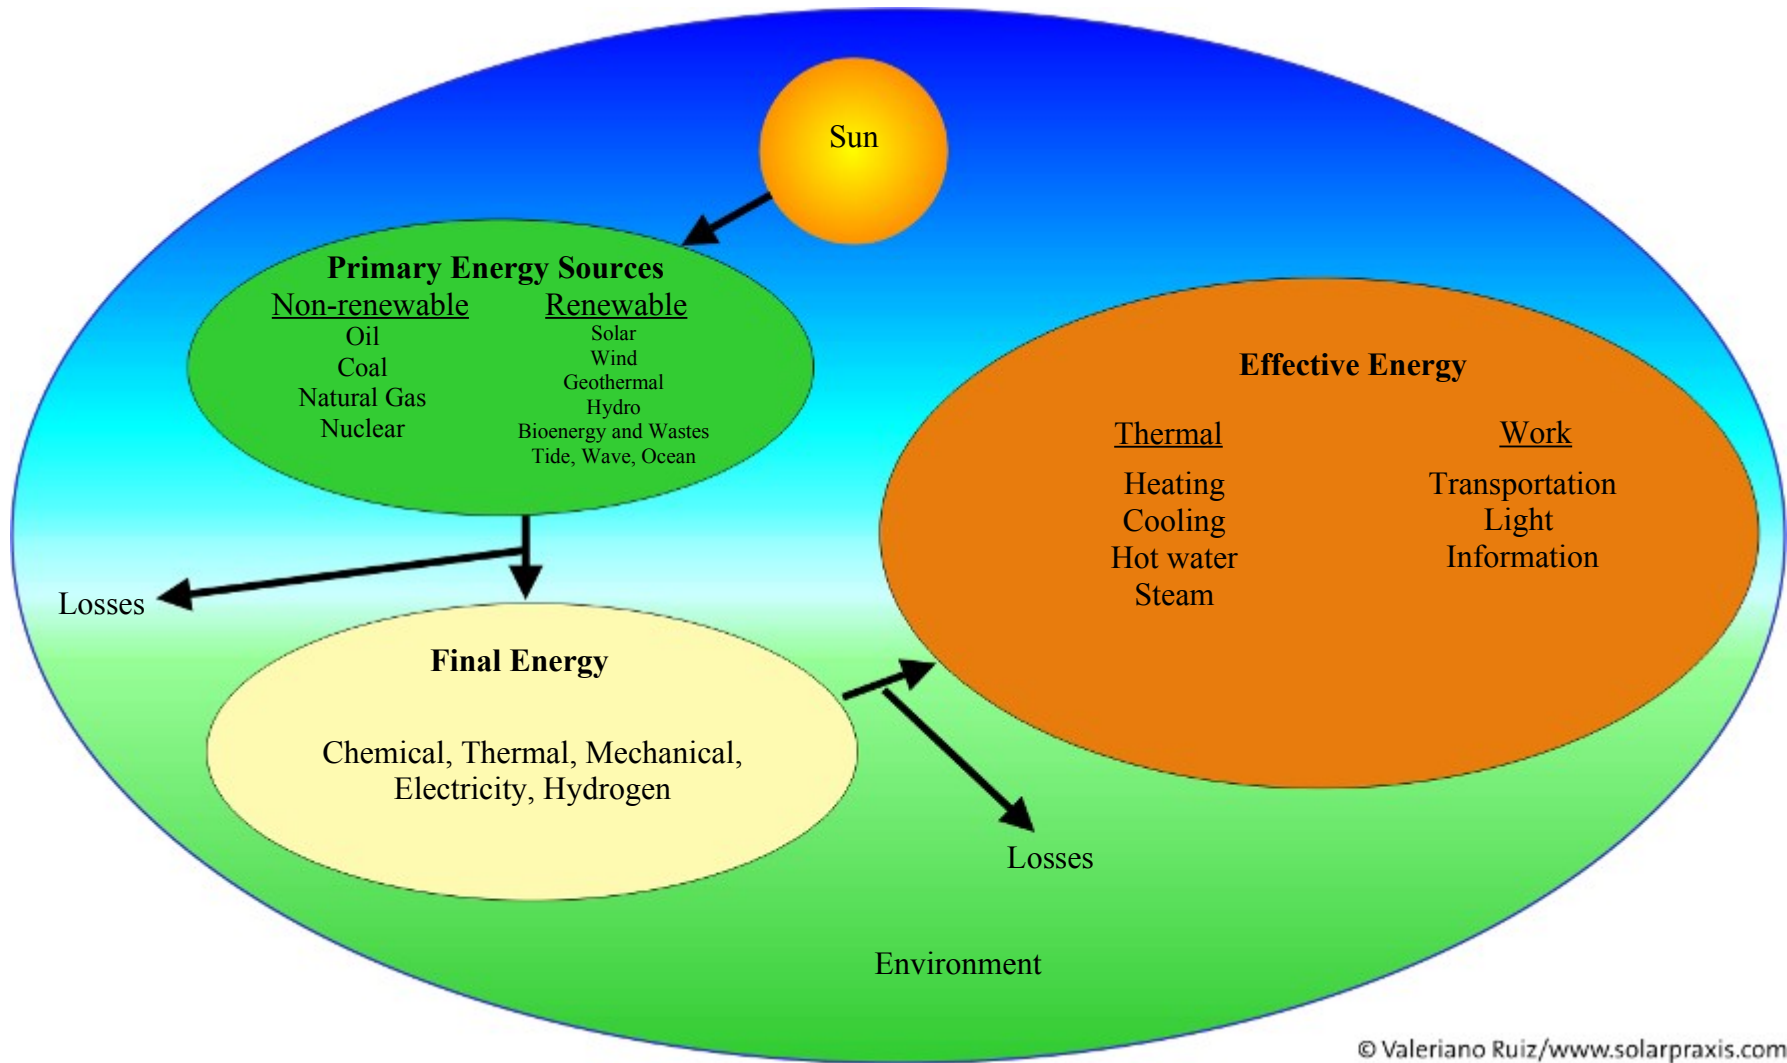 Sun
Primary Energy Sources
Non-renewable
Oil
Coal
Natural Gas
Nuclear
Renewable
Solar
Wind
Geothermal
Hydro
Bioenergy and Wastes
Tide, Wave, Ocean
Effective Energy
Thermal
Heating
Cooling
Hot water
Steam
Work
Transportation
Light
Information
Losses
Final Energy
Chemical, Thermal, Mechanical,
Electricity, Hydrogen
Losses
Environment
© Valeriano Ruiz/www.solarpraxis.com